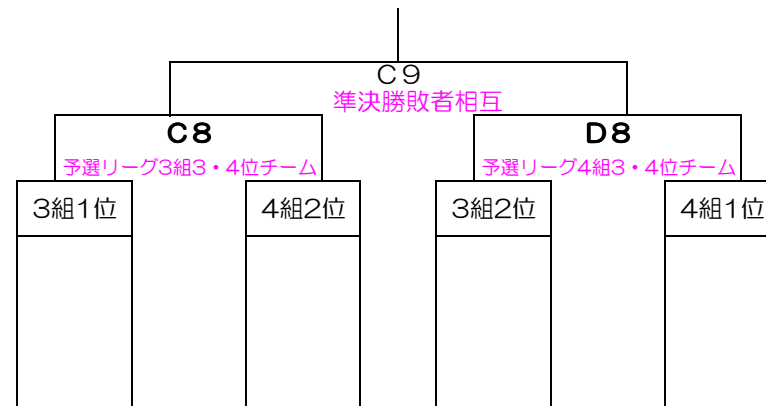 C9
準決勝敗者相互
C8
D8
予選リーグ3組3・4位チーム
予選リーグ4組3・4位チーム
3組1位
4組2位
3組2位
4組1位